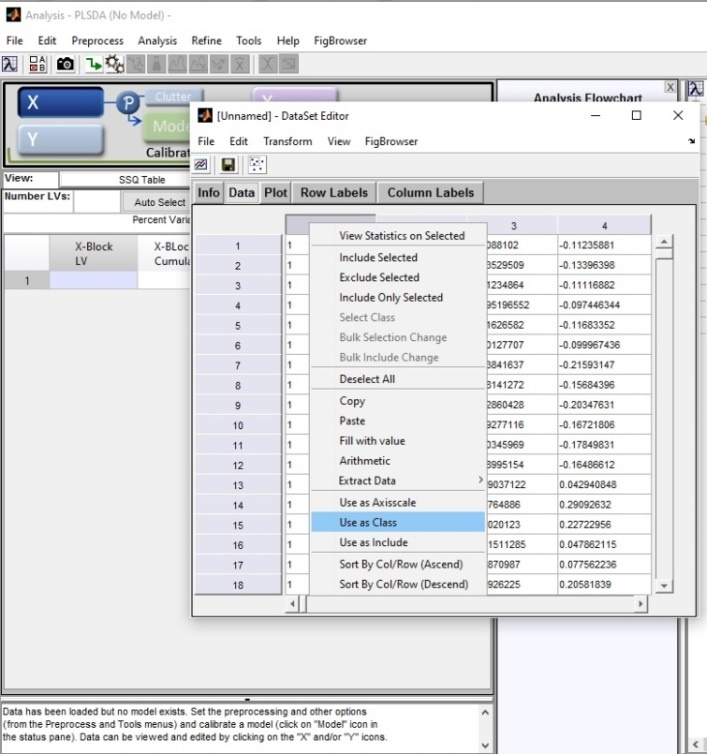 Analysis - PLSDA (No Model) -
File Edit Preprocess Analysis Refine Tools Help FigBrowser
X
P
Clutter
Y
Y
Mode
Calibrat
Analysis Flowchart
View:
SSQ Table
Number LVs:
Auto Select
Percent Varia
X-Block
LV
X-BLoc
Cumula
1
[Unnamed] - DataSet Editor
File Edit Transform View FigBrowser
Info Data Plot Row Labels Column Labels
3 4
1 1 088102 -0.11235881
2 1 3529509 -0.13396398
3 1 1234864 -0.11116882
4 1 95196552 -0.097446344
5 1 1626582 -0.11683352
6 1 0127707 -0.099967436
7 1 3841637 -0.21593147
8 1 3141272 -0.15684396
9 1 2860428 -0.20347631
10 1 9277116 -0.16721806
11 1 0345969 -0.17849831
12 1 3995154 -0.16486612
13 1 9037122 0.042940848
14 1 764886 0.29092632
15 1 020123 0.22722956
16 1 1511285 0.047862115
17 1 870987 0.077562236
18 1 926225 0.20581839
View Statistics on Selected
Include Selected
Exclude Selected
Include Only Selected
Select Class
Bulk Selection Change
Bulk Include Change
Deselect All
Copy
Paste
Fill with value
Arithmetic
Extract Data
Use as Axisscale
Use as Class
Use as Include
Sort By Col/Row (Ascend)
Sort By Col/Row (Descend)
Data has been loaded but no model exists. Set the preprocessing and other options
(from the Preprocess and Tools menus) and calibrate a model (click on "Model" icon in
the status pane). Data can be viewed and edited by clicking on the "X" and/or "Y" icons.